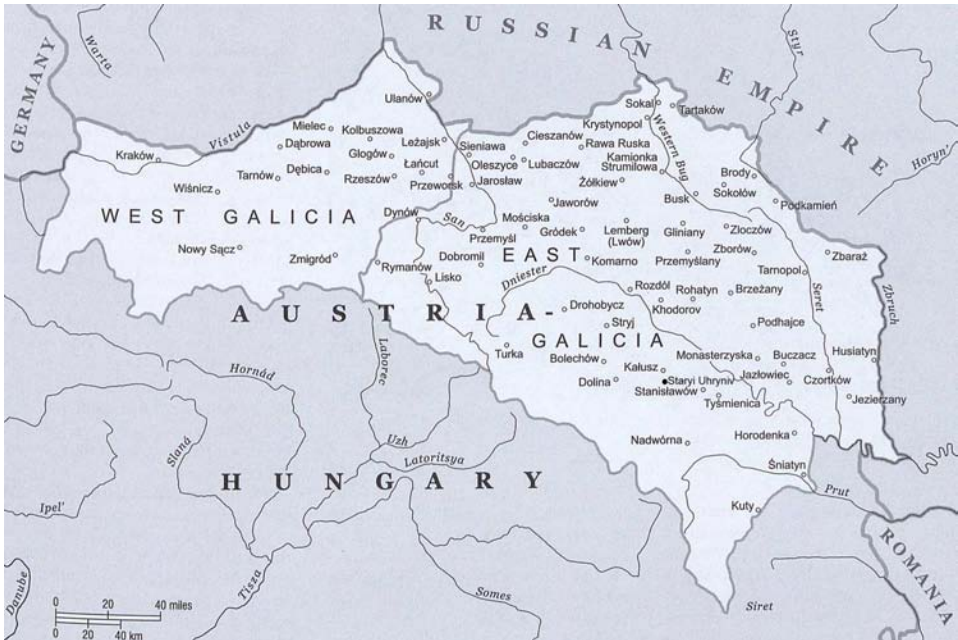 RUSSIAN EMPIRE
GERMANY
Warta
Styr
Horyn'
Ulanów
Sokal
Tartaków
Krystynopol
Mielec
Kolbuszowa
Vistula
Dąbrowa
Leżajsk
Sieniawa
Cieszanów
Rawa Ruska
Western Bug
Kraków
Głogów
Łańcut
Oleszyce
Lubaczów
Kamionka
Strumilowa
Brody
Tarnów
Dębica
Rzeszów
Przeworsk
Jarosław
Żółkiew
Sokołów
Wiśnicz
Busk
Podkamień
WEST GALICIA
Dynów
San
Mościska
Jaworów
Przemyśl
Gródek
Lemberg
(Lwów)
Gliniany
Złoczów
Nowy Sącz
Zmigród
Rymanów
Dobromil
EAST
Komarno
Przemyślany
Zborów
Zbaraż
Lisko
Dniester
Tarnopol
Rozdół
Rohatyn
Brzeżany
Seret
Zbruch
AUSTRIA-
Drohobycz
Khodorov
Stryj
Podhajce
GALICIA
Laborec
Turka
Bolechów
Monasterzyska
Buczacz
Husiatyn
Hornád
Kałusz
Jazłowiec
Dolina
Staryi Uhryniv
Czortków
Stanisławów
Tyśmienica
Jezierzany
Slaná
Uzh
Nadwórna
Horodenka
Latoritsya
Śniatyn
HUNGARY
Prut
Ipel'
Kuty
ROMANIA
Danube
Tisza
Somes
Siret
0 20 40 miles
0 20 40 km